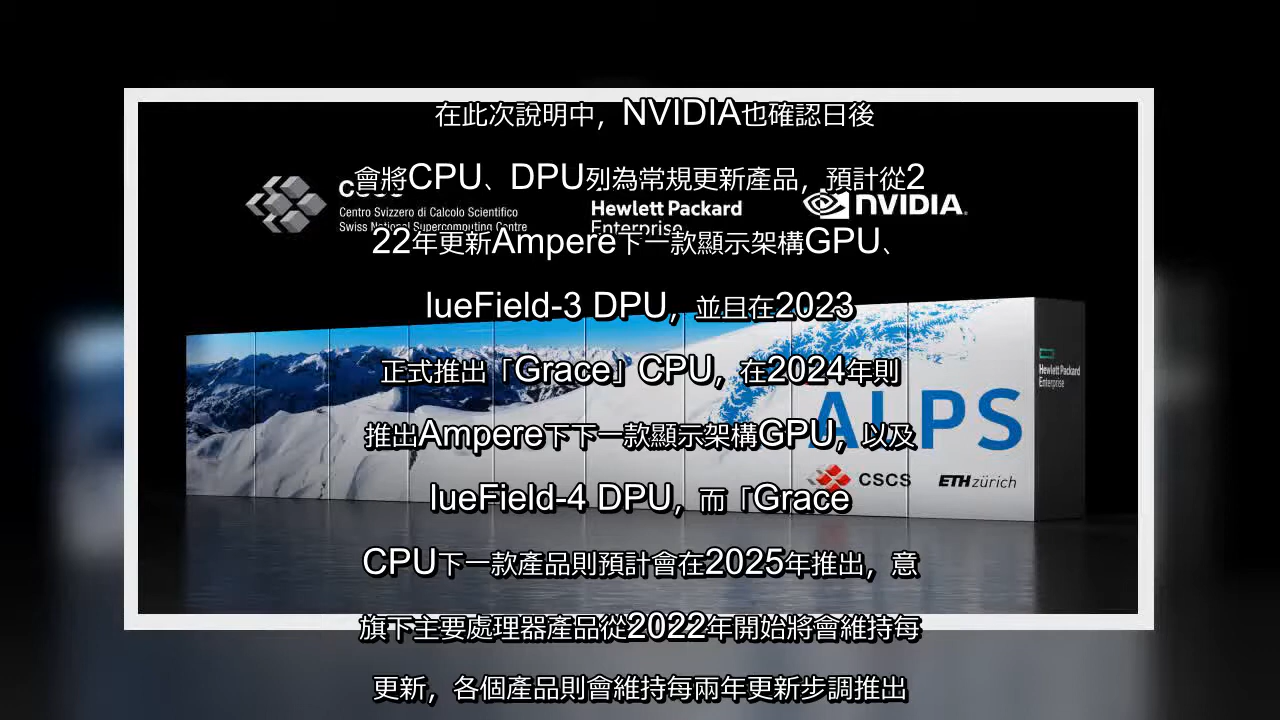 在此次說明中，NVIDIA也確認日後
會將CPU、DPU列為常規更新產品，預計從2
CSCS
Centro Svizzero di Calcolo Scientifico
Swiss National Supercomputing Centre
Hewlett Packard
Enterprise
NVIDIA.
22年更新Ampere下一款顯示架構GPU、
lueField-3 DPU，並且在2023
正式推出「Grace」CPU，在2024年則
Hewlett Packard
Enterprise
ALPS
推出Ampere下下一款顯示架構GPU，以及
CSCS
ETH zürich
lueField-4 DPU，而「Grace
CPU下一款產品則預計會在2025年推出，意
旗下主要處理器產品從2022年開始將會維持每
更新，各個產品則會維持每兩年更新步調推出